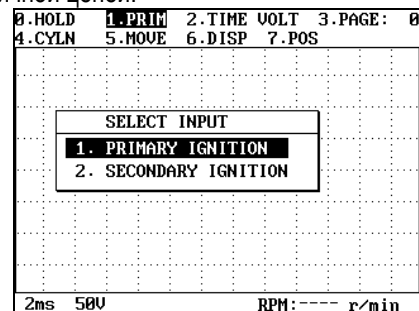 0.HOLD 1.PRIM 2.TIME VOLT 3.PAGE: 0
4.CYLN 5.MOVE 6.DISP 7.POS
SELECT INPUT
1. PRIMARY IGNITION
2. SECONDARY IGNITION
2ms 50V RPM:---- r/min